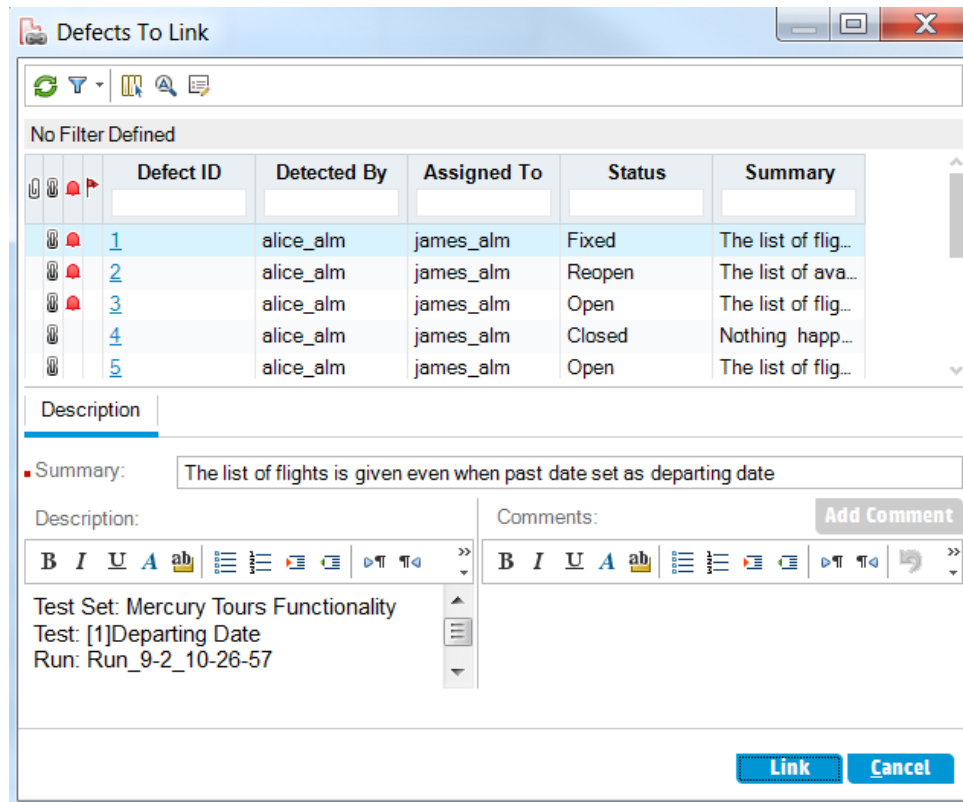 Defects To Link
No Filter Defined
Defect ID Detected By Assigned To Status Summary
1 alice_alm james_alm Fixed The list of flig...
2 alice_alm james_alm Reopen The list of ava...
3 alice_alm james_alm Open The list of flig...
4 alice_alm james_alm Closed Nothing happ...
5 alice_alm james_alm Open The list of flig...
Description
Summary: The list of flights is given even when past date set as departing date
Description: Comments: Add Comment
B I U A ab B I U A ab
Test Set: Mercury Tours Functionality
Test: [1]Departing Date
Run: Run_9-2_10-26-57
Link Cancel